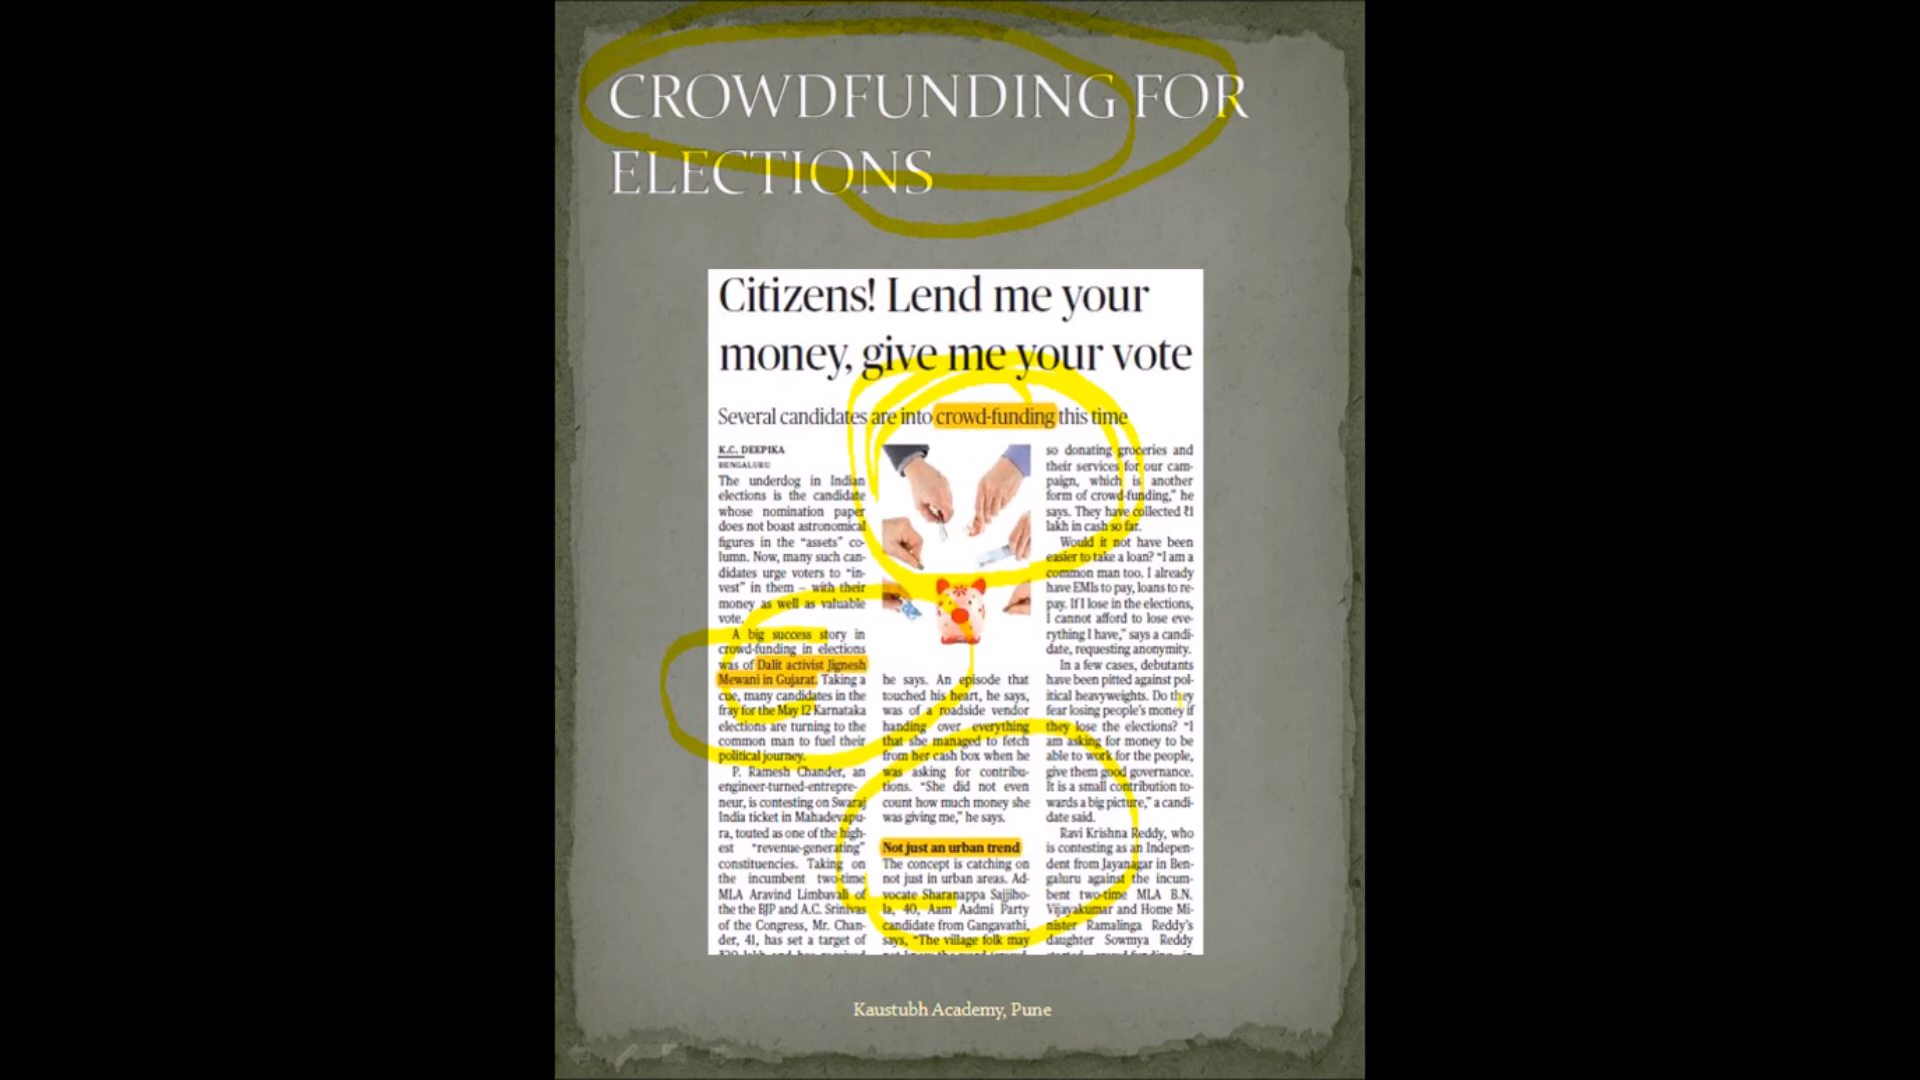 CROWDFUNDING FOR
ELECTIONS
Citizens! Lend me your
money, give me your vote
Several candidates are into crowd-funding this time
K.C. DEEPIKA
BENGALURU
The underdog in Indian
elections is the candidate
whose nomination paper
does not boast astronomical
figures in the “assets” co-
lumn. Now, many such can-
didates urge voters to “in-
vest” in them – with their
money as well as valuable
vote.
A big success story in
crowd-funding in elections
was of Dalit activist Jignesh
Mewani in Gujarat. Taking a
cue, many candidates in the
fray for the May 12 Karnataka
elections are turning to the
common man to fuel their
political journey.
P. Ramesh Chander, an
engineer-turned-entrepre-
neur, is contesting on Swaraj
India ticket in Mahadevapu-
ra, touted as one of the high-
est “revenue-generating”
constituencies. Taking on
the incumbent two-time
MLA Aravind Limbavali of
the the BJP and A.C. Srinivas
of the Congress, Mr. Chan-
der, 41, has set a target of
he says. An episode that
touched his heart, he says,
was of a roadside vendor
handing over everything
that she managed to fetch
from her cash box when he
was asking for contribu-
tions. “She did not even
count how much money she
was giving me,” he says.
Not just an urban trend
The concept is catching on
not just in urban areas. Ad-
vocate Sharanappa Sajjiho-
la, 40, Aam Aadmi Party
candidate from Gangavathi,
says, “The village folk may
so donating groceries and
their services for our cam-
paign, which is another
form of crowd-funding,” he
says. They have collected ₹1
lakh in cash so far.
Would it not have been
easier to take a loan? “I am a
common man too. I already
have EMIs to pay, loans to re-
pay. If I lose in the elections,
I cannot afford to lose eve-
rything I have,” says a candi-
date, requesting anonymity.
In a few cases, debutants
have been pitted against pol-
itical heavyweights. Do they
fear losing people’s money if
they lose the elections? “I
am asking for money to be
able to work for the people,
give them good governance.
It is a small contribution to-
wards a big picture,” a candi-
date said.
Ravi Krishna Reddy, who
is contesting as an Indepen-
dent from Jayanagar in Ben-
galuru against the incum-
bent two-time MLA B.N.
Vijayakumar and Home Mi-
nister Ramalinga Reddy’s
daughter Sowmya Reddy
Kaustubh Academy, Pune